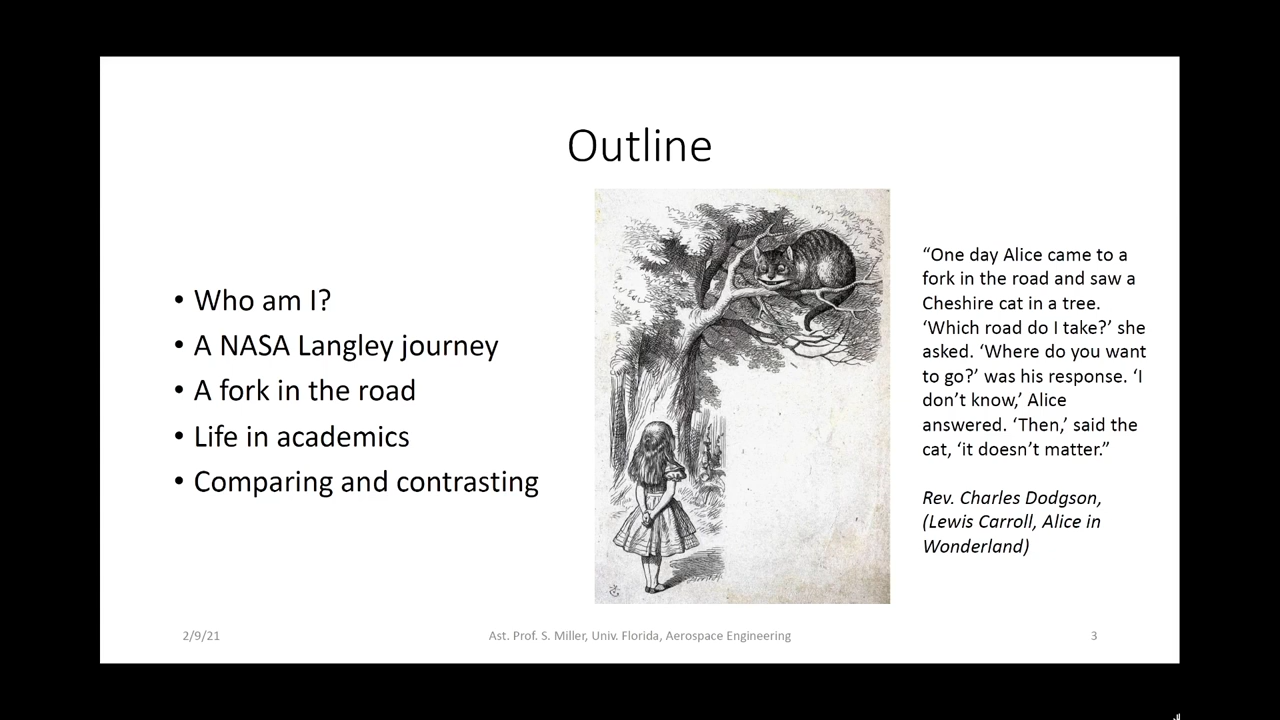 Outline
• Who am I?
• A NASA Langley journey
• A fork in the road
• Life in academics
• Comparing and contrasting
“One day Alice came to a
fork in the road and saw a
Cheshire cat in a tree.
‘Which road do I take?’ she
asked. ‘Where do you want
to go?’ was his response. ‘I
don’t know,’ Alice
answered. ‘Then,’ said the
cat, ‘it doesn’t matter.”
Rev. Charles Dodgson,
(Lewis Carroll, Alice in
Wonderland)
2/9/21
Ast. Prof. S. Miller, Univ. Florida, Aerospace Engineering
3